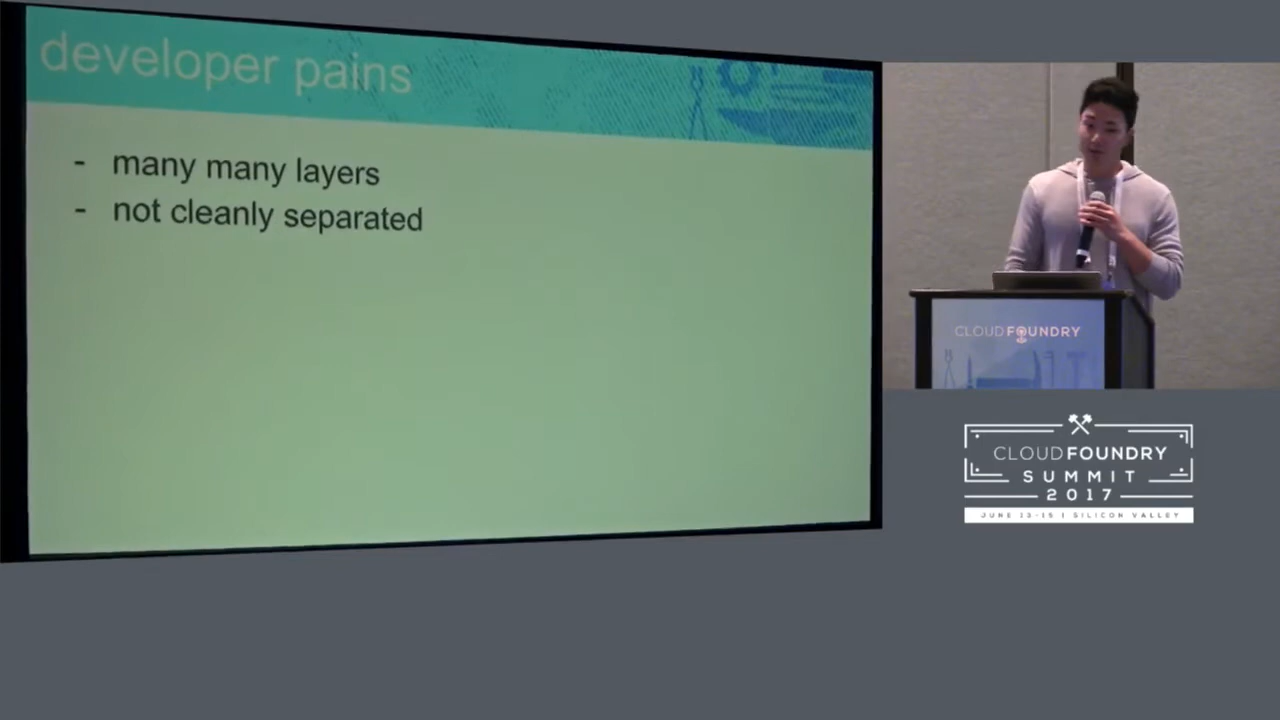 developer pains
- many many layers
- not cleanly separated
CLOUD FOUNDRY
CLOUD FOUNDRY
SUMMIT
2017
JUNE 13-15 | SILICON VALLEY